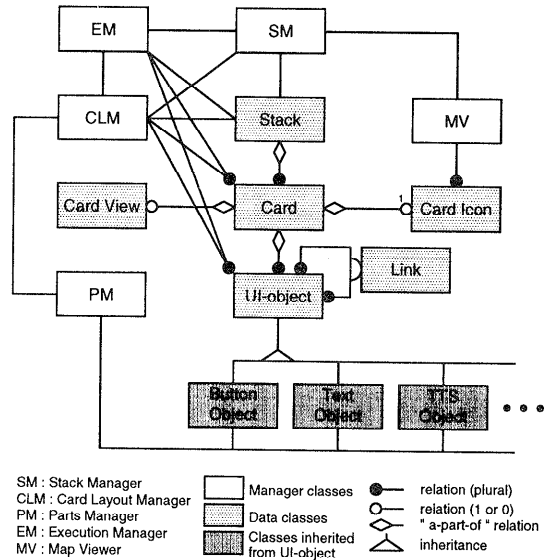 EM
SM
CLM
Stack
MV
Card View
Card
1
Card Icon
Link
PM
UI-object
Button
Object
Text
Object
TTS
Object
SM : Stack Manager
CLM : Card Layout Manager
PM : Parts Manager
EM : Execution Manager
MV : Map Viewer
Manager classes
Data classes
Classes inherited
from UI-object
relation (plural)
relation (1 or 0)
" a-part-of " relation
inheritance